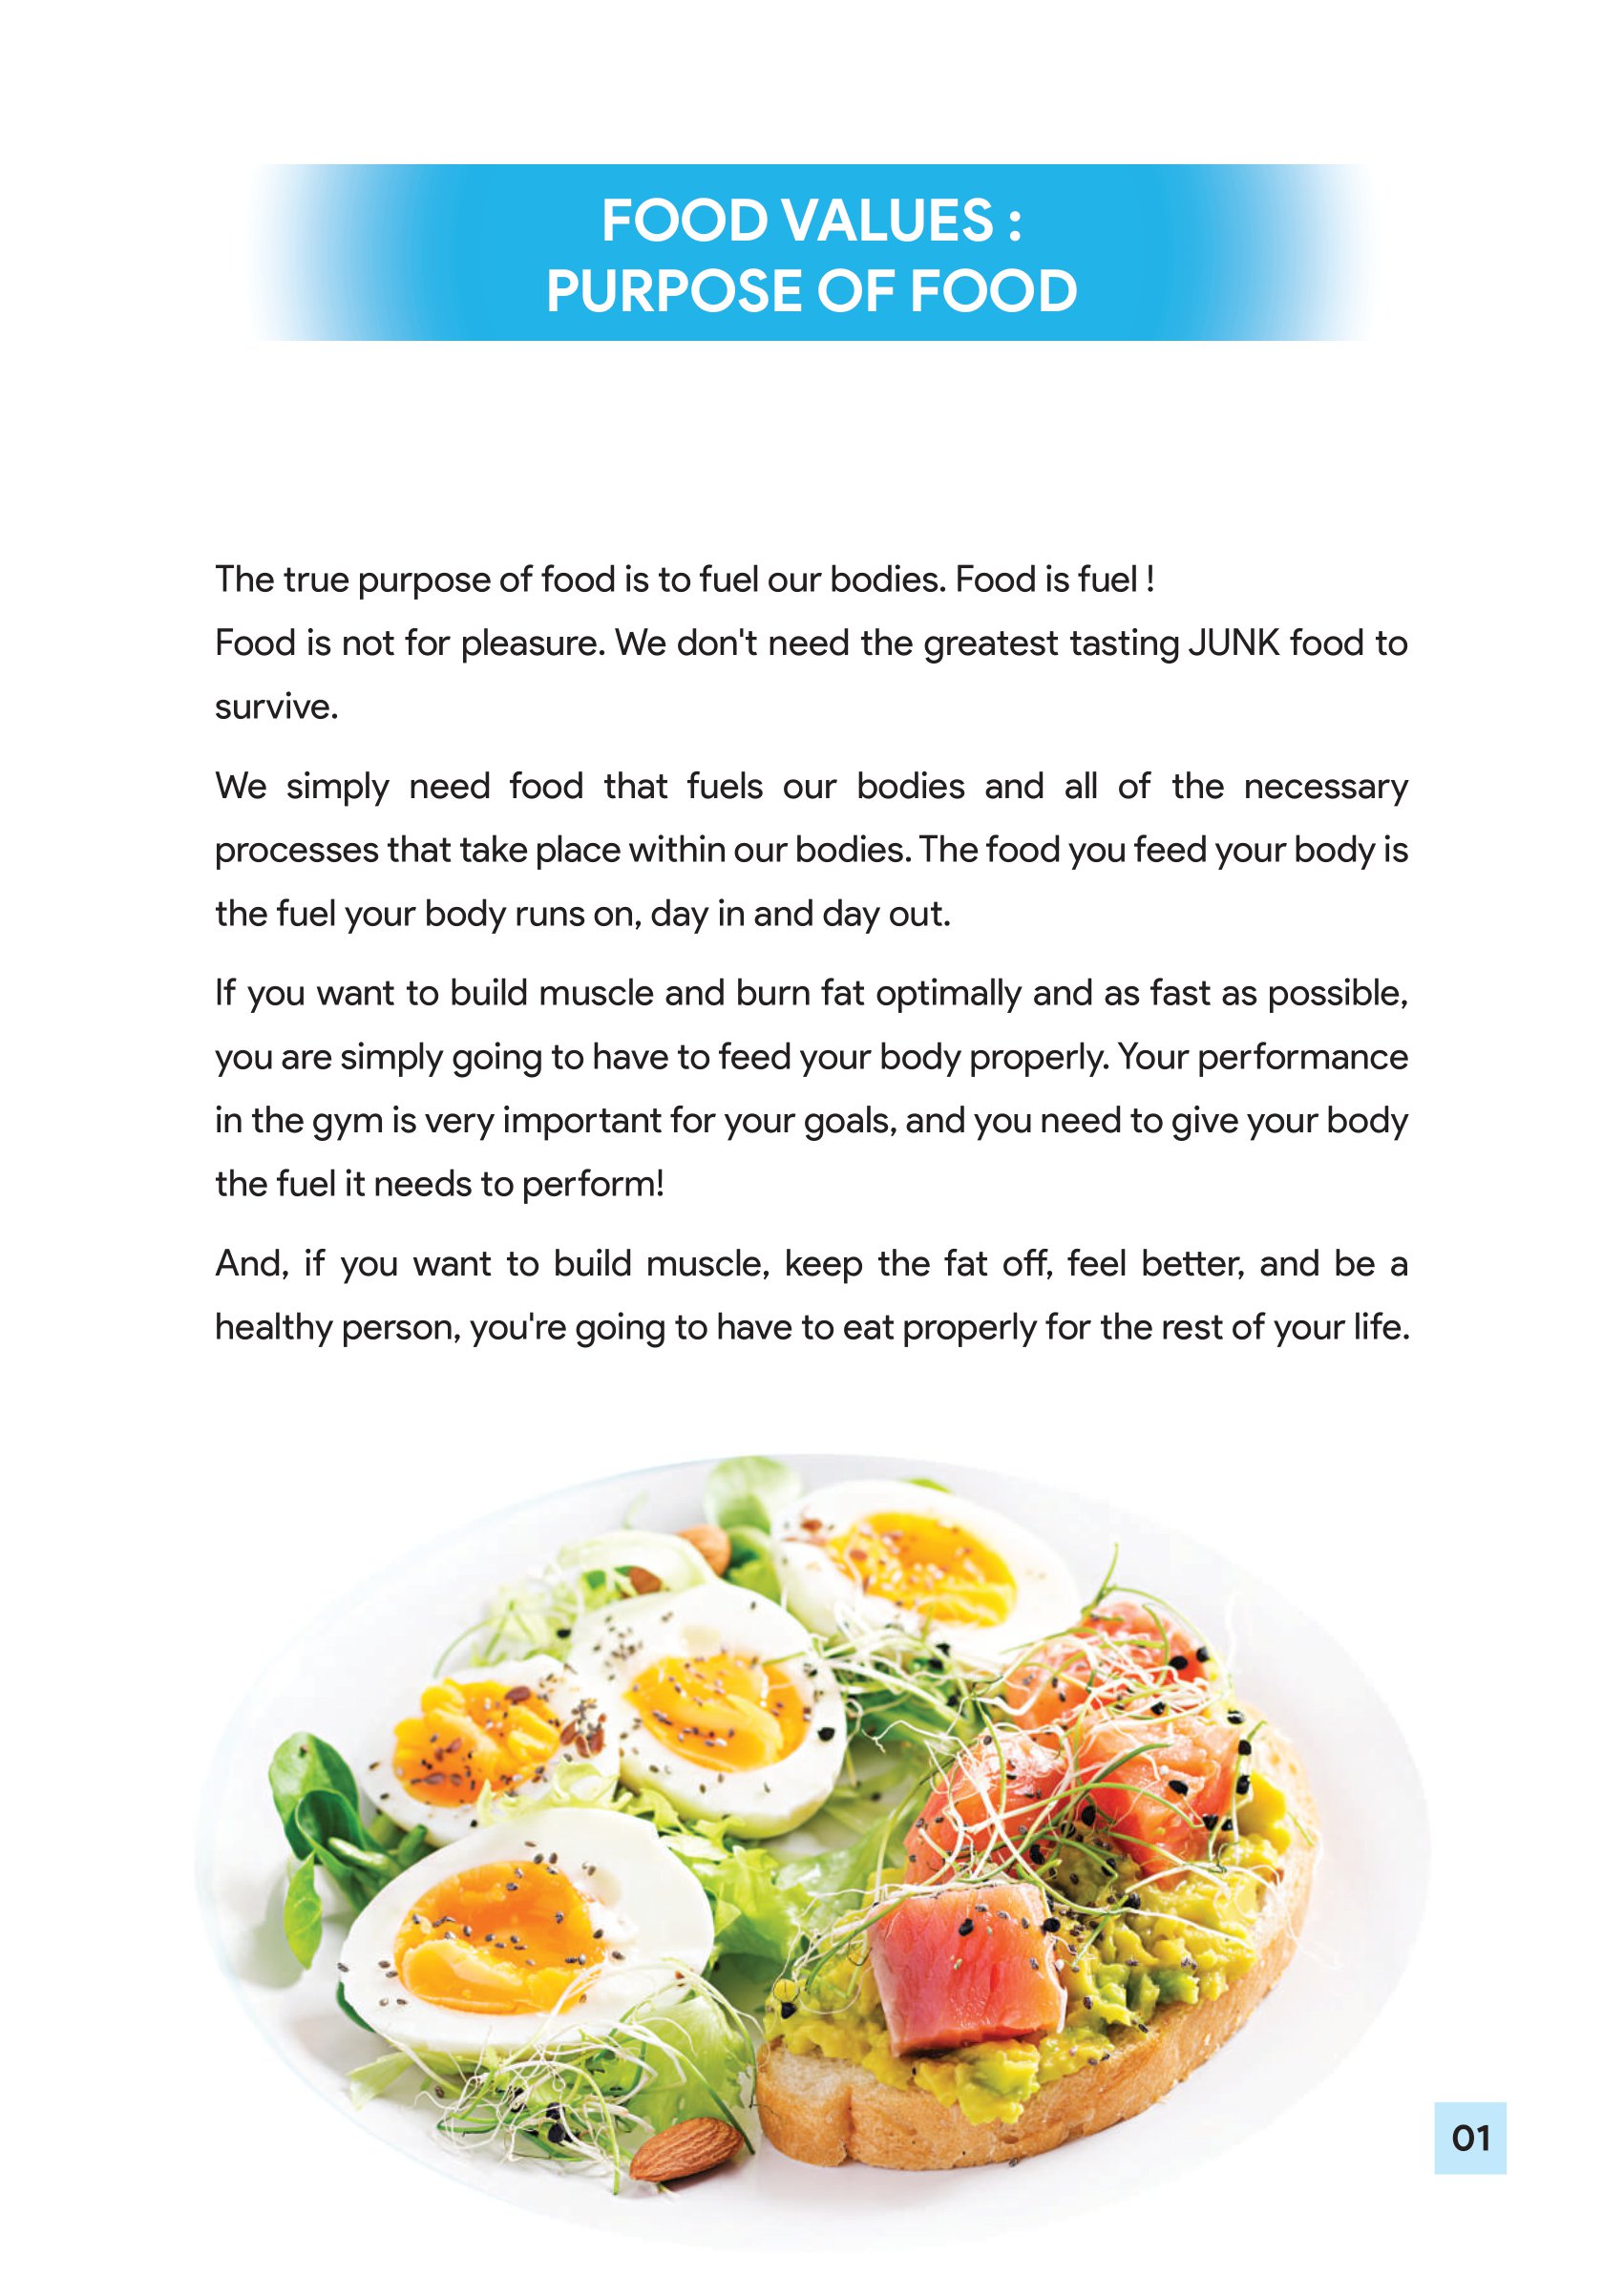 FOOD VALUES :
PURPOSE OF FOOD
The true purpose of food is to fuel our bodies. Food is fuel !
Food is not for pleasure. We don't need the greatest tasting JUNK food to
survive.
We simply need food that fuels our bodies and all of the necessary
processes that take place within our bodies. The food you feed your body is
the fuel your body runs on, day in and day out.
If you want to build muscle and burn fat optimally and as fast as possible,
you are simply going to have to feed your body properly. Your performance
in the gym is very important for your goals, and you need to give your body
the fuel it needs to perform!
And, if you want to build muscle, keep the fat off, feel better, and be a
healthy person, you're going to have to eat properly for the rest of your life.
01